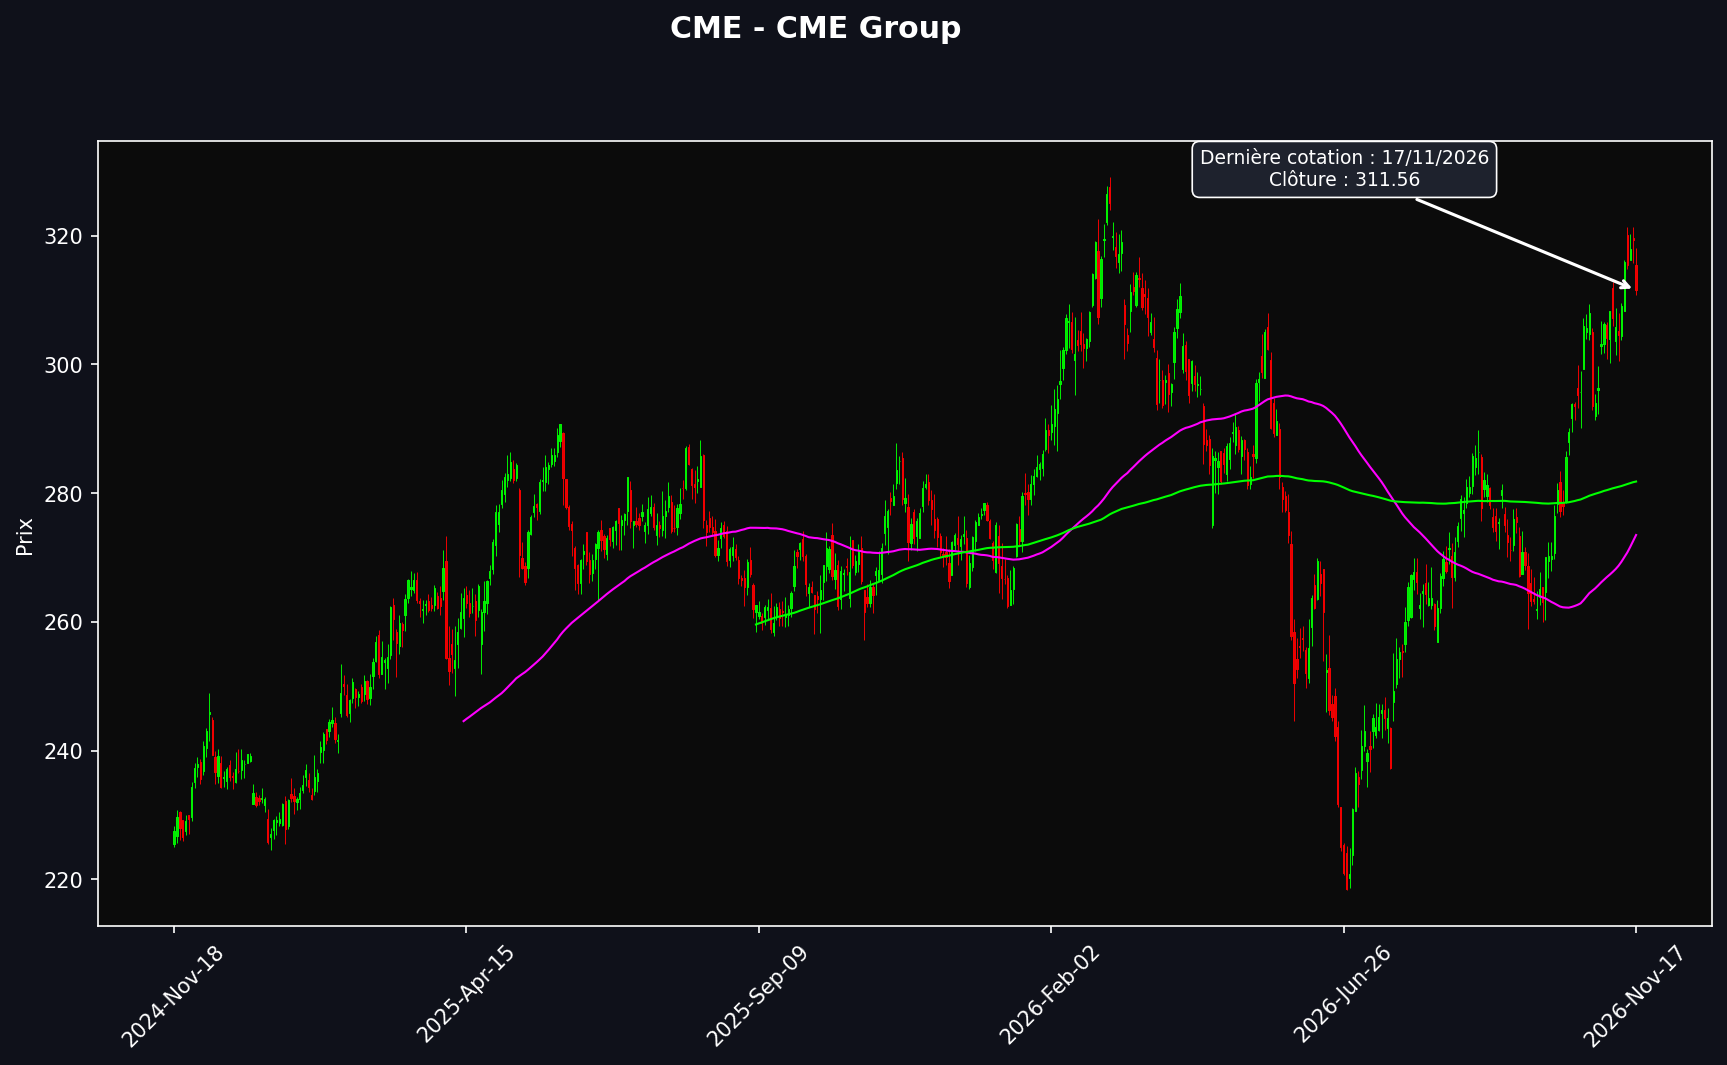 CME - CME Group
Dernière cotation : 17/11/2026
Clôture : 311.56
Prix
320
300
280
260
240
220
2024-Nov-18
2025-Apr-15
2025-Sep-09
2026-Feb-02
2026-Jun-26
2026-Nov-17